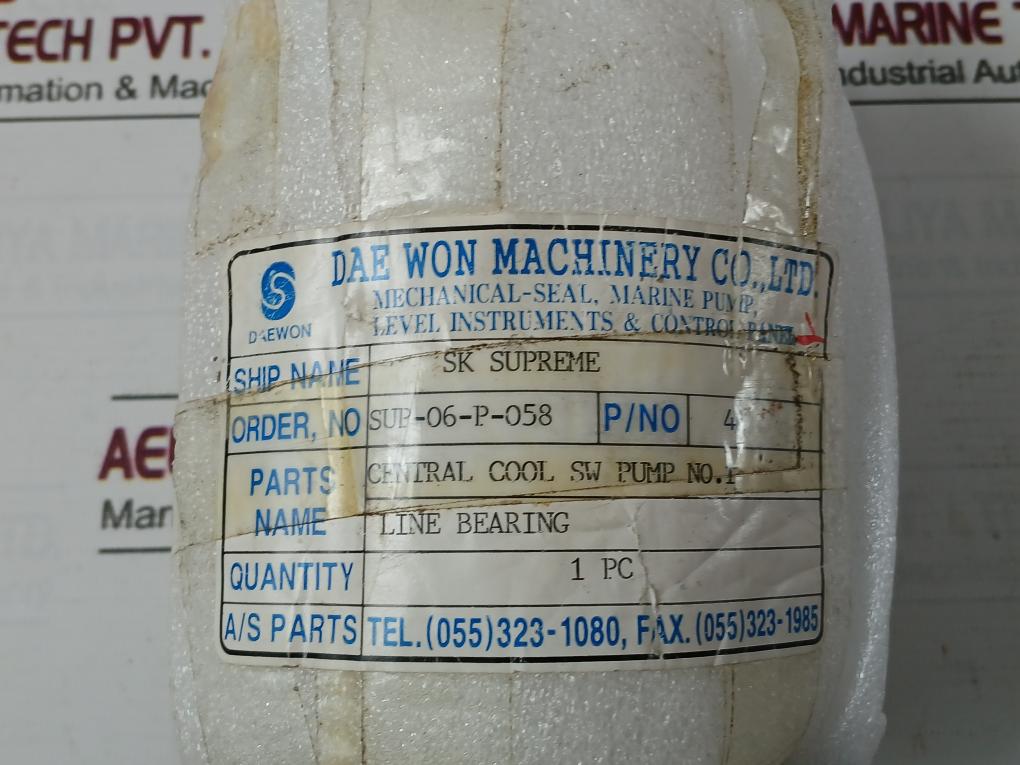 TECH PVT.
MARINE
mation & Mac
ndustrial Aut
DAE WON MACHINERY CO.,LTD.
MECHANICAL-SEAL, MARINE PUMP,
LEVEL INSTRUMENTS & CONTROL PANEL
DAEWON
SHIP NAME SK SUPREME
ORDER, NO SUP-06-P-058 P/NO 4
PARTS NAME CENTRAL COOL SW PUMP NO.1
LINE BEARING
QUANTITY 1 PC
A/S PARTS TEL.(055)323-1080, FAX.(055)323-1985
AE
Mar